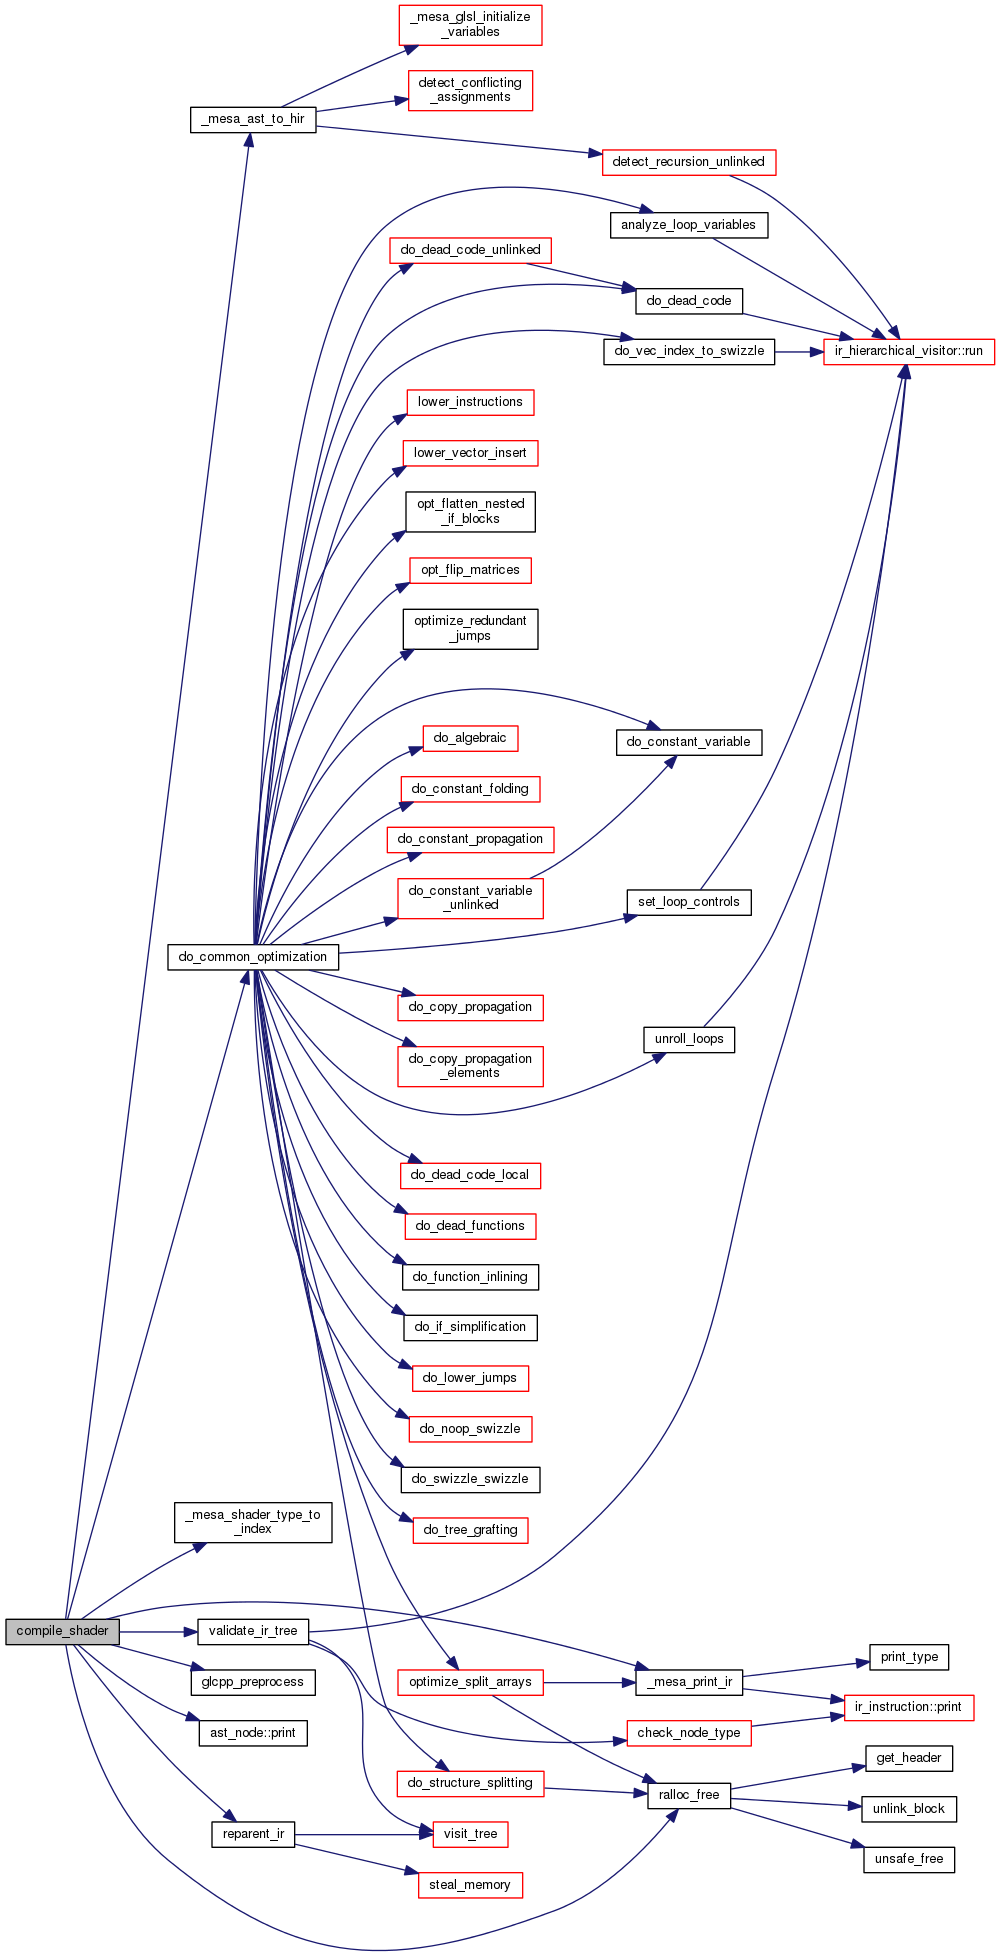 _mesa_glsl_initialize
_variables
detect_conflicting
_assignments
_mesa_ast_to_hir
detect_recursion_unlinked
analyze_loop_variables
do_dead_code_unlinked
do_dead_code
do_vec_index_to_swizzle
ir_hierarchical_visitor::run
lower_instructions
lower_vector_insert
opt_flatten_nested
_if_blocks
opt_flip_matrices
optimize_redundant
_jumps
do_algebraic
do_constant_variable
do_constant_folding
do_constant_propagation
do_constant_variable
_unlinked
set_loop_controls
do_common_optimization
do_copy_propagation
unroll_loops
do_copy_propagation
_elements
do_dead_code_local
do_dead_functions
do_function_inlining
do_if_simplification
do_lower_jumps
do_noop_swizzle
do_swizzle_swizzle
_mesa_shader_type_to
_index
do_tree_grafting
compile_shader
validate_ir_tree
print_type
glcpp_preprocess
optimize_split_arrays
_mesa_print_ir
ir_instruction::print
ast_node::print
check_node_type
get_header
do_structure_splitting
ralloc_free
unlink_block
reparent_ir
visit_tree
unsafe_free
steal_memory